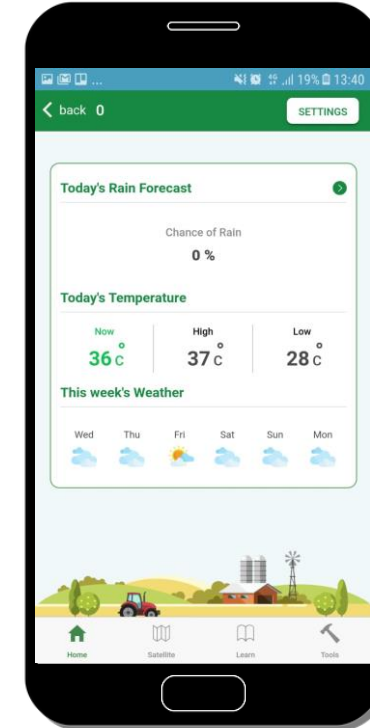 ... 4G 19% 13:40
back 0 SETTINGS
Today's Rain Forecast
Chance of Rain
0 %
Today's Temperature
Now High Low
36°C 37°C 28°C
This week's Weather
Wed Thu Fri Sat Sun Mon
Home Satellite Learn Tools